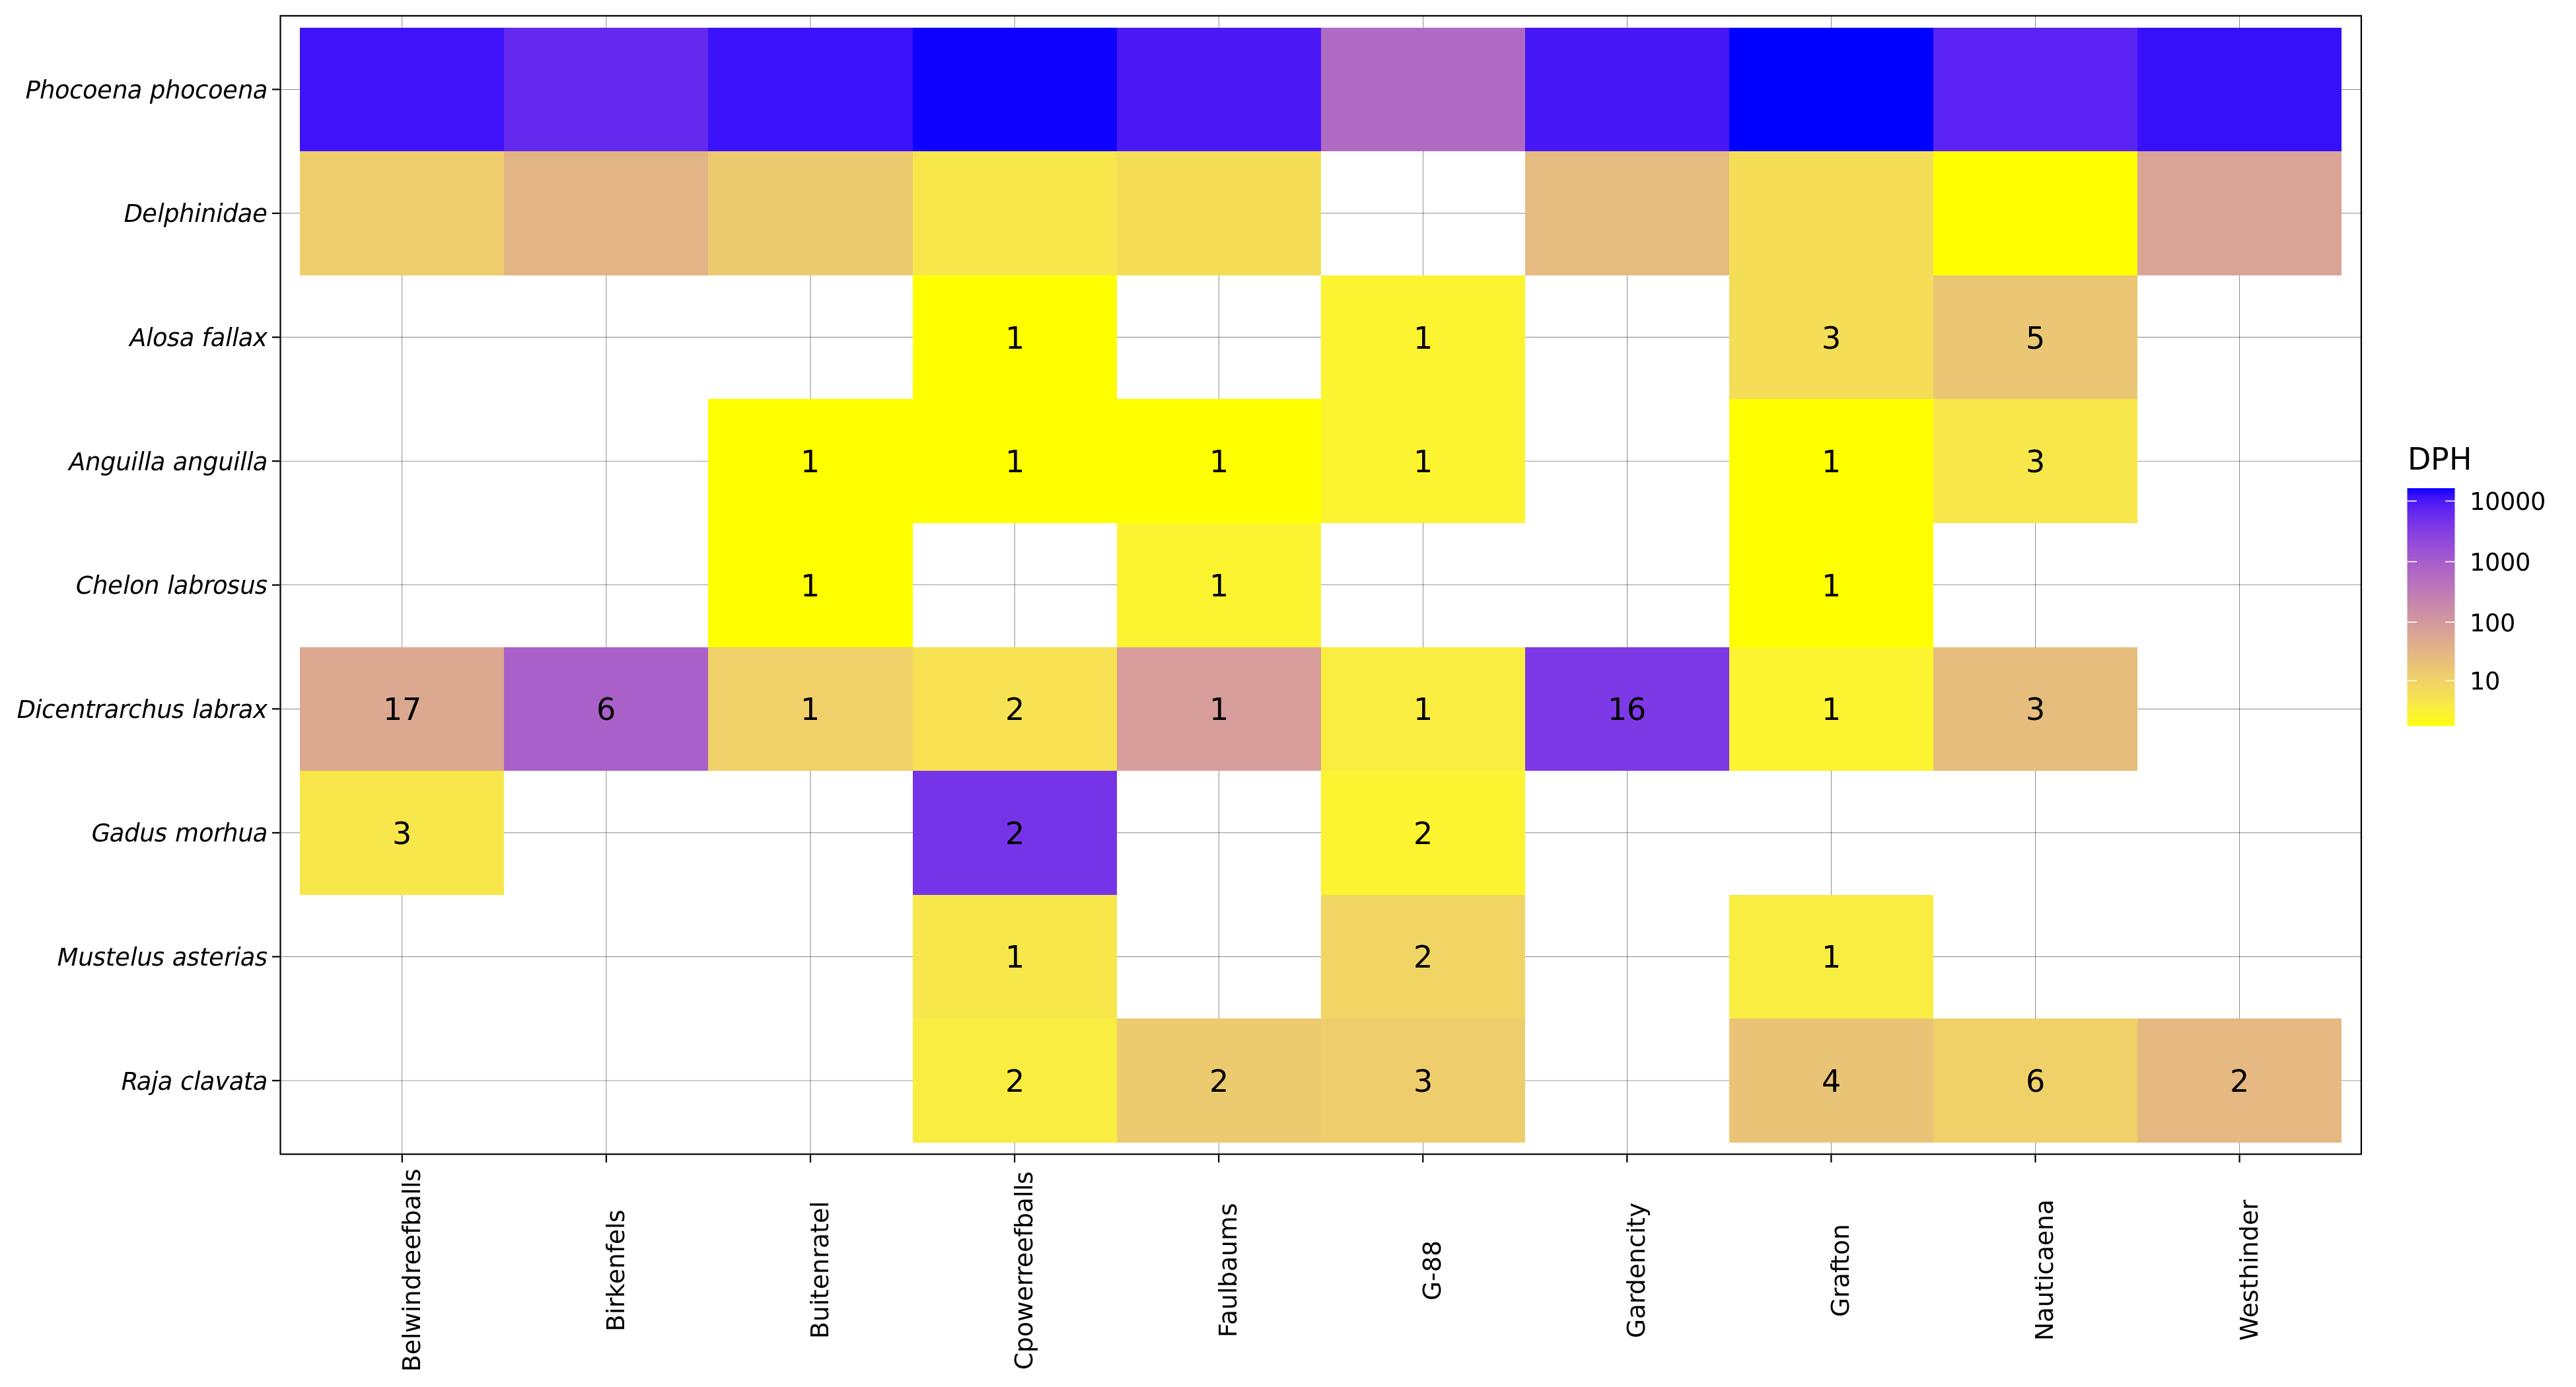 Phocoena phocoena
Delphinidae
Alosa fallax 1 1 3 5
Anguilla anguilla 1 1 1 1 1 3
Chelon labrosus 1 1 1
Dicentrarchus labrax 17 6 1 2 1 1 16 1 3
Gadus morhua 3 2 2
Mustelus asterias 1 2 1
Raja clavata 2 2 3 4 6 2
Belwindreefballs
Birkenfels
Buitenratel
Cpowerreefballs
Faulbaums
G-88
Gardencity
Grafton
Nauticaena
Westhinder
DPH
10000
1000
100
10